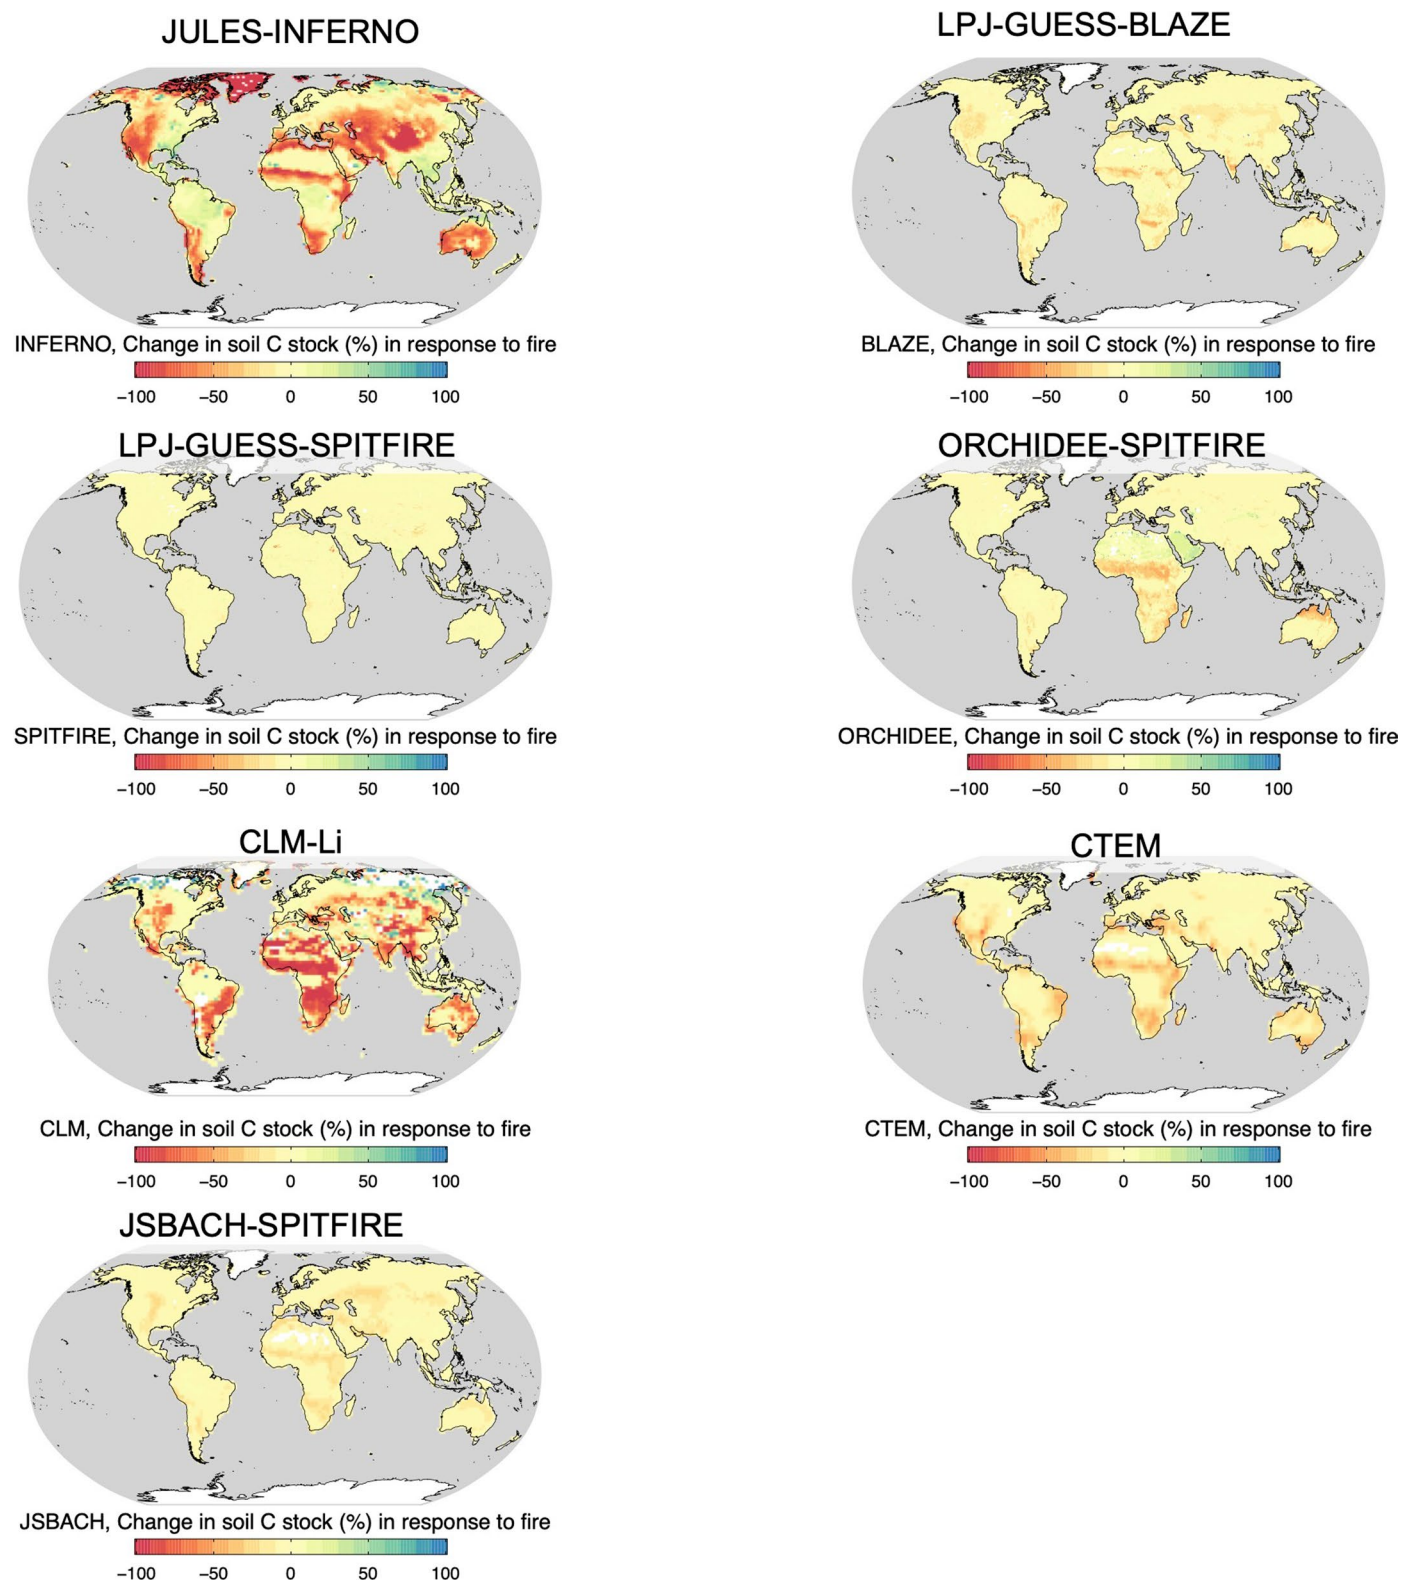 JULES-INFERNO
INFERNO, Change in soil C stock (%) in response to fire
−100 −50 0 50 100
LPJ-GUESS-BLAZE
BLAZE, Change in soil C stock (%) in response to fire
−100 −50 0 50 100
LPJ-GUESS-SPITFIRE
SPITFIRE, Change in soil C stock (%) in response to fire
−100 −50 0 50 100
ORCHIDEE-SPITFIRE
ORCHIDEE, Change in soil C stock (%) in response to fire
−100 −50 0 50 100
CLM-Li
CLM, Change in soil C stock (%) in response to fire
−100 −50 0 50 100
CTEM
CTEM, Change in soil C stock (%) in response to fire
−100 −50 0 50 100
JSBACH-SPITFIRE
JSBACH, Change in soil C stock (%) in response to fire
−100 −50 0 50 100